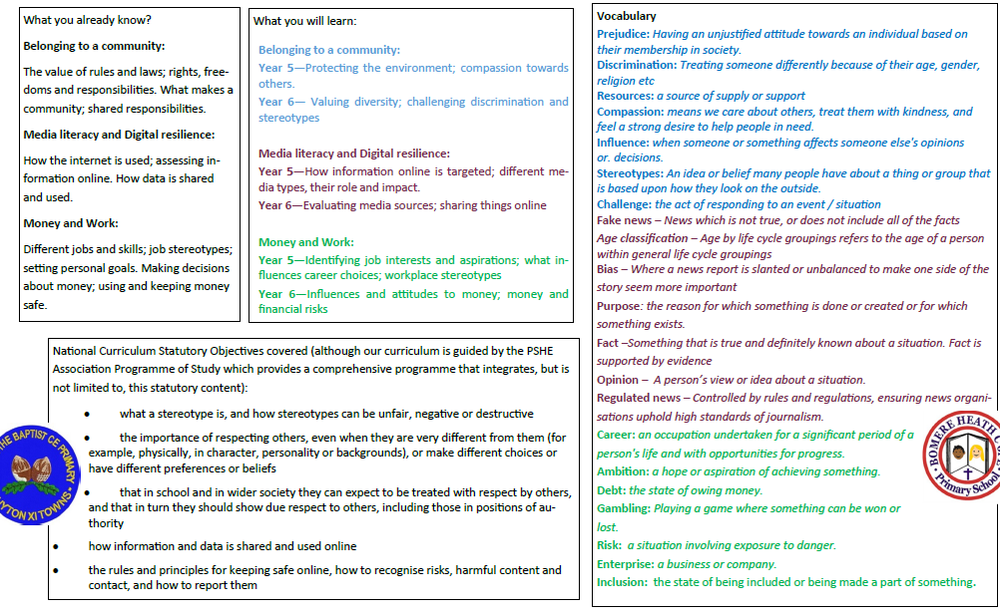 What you already know?
Belonging to a community:
The value of rules and laws; rights, free-
doms and responsibilities. What makes a
community; shared responsibilities.
Media literacy and Digital resilience:
How the internet is used; assessing in-
formation online. How data is shared
and used.
Money and Work:
Different jobs and skills; job stereotypes;
setting personal goals. Making decisions
about money; using and keeping money
safe.
What you will learn:
Belonging to a community:
Year 5—Protecting the environment; compassion towards
others.
Year 6— Valuing diversity; challenging discrimination and
stereotypes
Media literacy and Digital resilience:
Year 5—How information online is targeted; different me-
dia types, their role and impact.
Year 6—Evaluating media sources; sharing things online
Money and Work:
Year 5—Identifying job interests and aspirations; what in-
fluences career choices; workplace stereotypes
Year 6—Influences and attitudes to money; money and
financial risks
Vocabulary
Prejudice: Having an unjustified attitude towards an individual based on
their membership in society.
Discrimination: Treating someone differently because of their age, gender,
religion etc
Resources: a source of supply or support
Compassion: means we care about others, treat them with kindness, and
feel a strong desire to help people in need.
Influence: when someone or something affects someone else's opinions
or. decisions.
Stereotypes: An idea or belief many people have about a thing or group that
is based upon how they look on the outside.
Challenge: the act of responding to an event / situation
Fake news – News which is not true, or does not include all of the facts
Age classification – Age by life cycle groupings refers to the age of a person
within general life cycle groupings
Bias – Where a news report is slanted or unbalanced to make one side of the
story seem more important
Purpose: the reason for which something is done or created or for which
something exists.
Fact –Something that is true and definitely known about a situation. Fact is
supported by evidence
Opinion – A person's view or idea about a situation.
Regulated news – Controlled by rules and regulations, ensuring news organi-
sations uphold high standards of journalism.
Career: an occupation undertaken for a significant period of a
person's life and with opportunities for progress.
Ambition: a hope or aspiration of achieving something.
Debt: the state of owing money.
Gambling: Playing a game where something can be won or
lost.
Risk: a situation involving exposure to danger.
Enterprise: a business or company.
Inclusion: the state of being included or being made a part of something.
National Curriculum Statutory Objectives covered (although our curriculum is guided by the PSHE
Association Programme of Study which provides a comprehensive programme that integrates, but is
not limited to, this statutory content):
• what a stereotype is, and how stereotypes can be unfair, negative or destructive
• the importance of respecting others, even when they are very different from them (for
example, physically, in character, personality or backgrounds), or make different choices or
have different preferences or beliefs
• that in school and in wider society they can expect to be treated with respect by others,
and that in turn they should show due respect to others, including those in positions of au-
thority
• how information and data is shared and used online
• the rules and principles for keeping safe online, how to recognise risks, harmful content and
contact, and how to report them
THE BAPTIST CE PRIMARY
XI TOWNS
BOMERE HEATH
Primary School